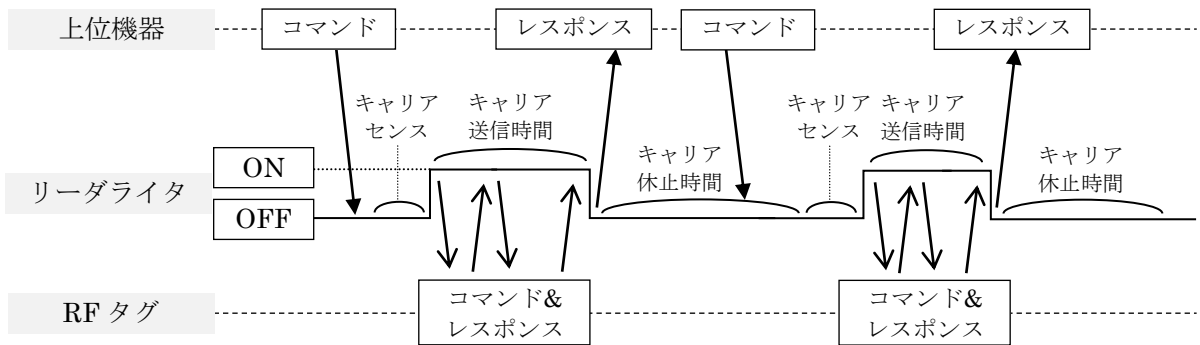 上位機器
コマンド
レスポンス
コマンド
レスポンス
キャリア
センス
キャリア
送信時間
キャリア
休止時間
キャリア
センス
キャリア
送信時間
キャリア
休止時間
リーダライタ
ON
OFF
RF タグ
コマンド&
レスポンス
コマンド&
レスポンス